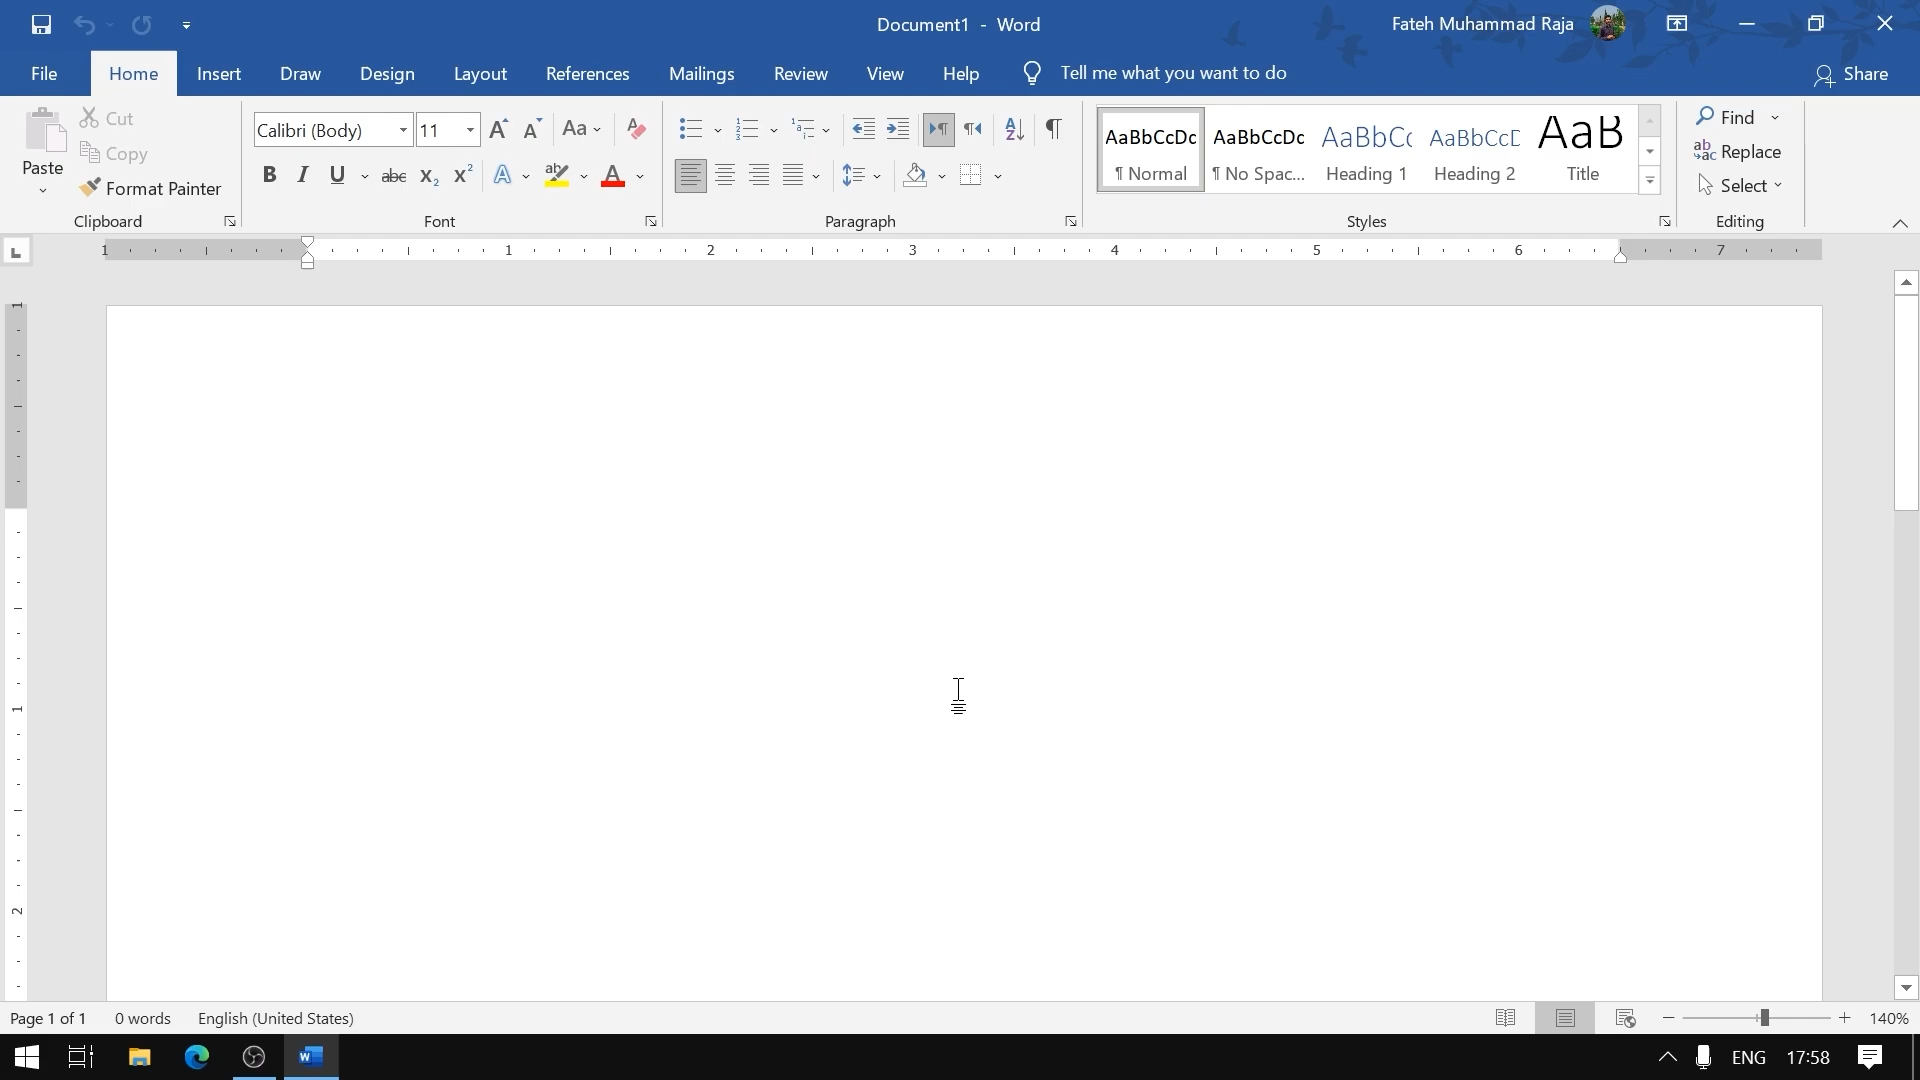 Document1 - Word
Fateh Muhammad Raja
File Home Insert Draw Design Layout References Mailings Review View Help Tell me what you want to do Share
Paste
Cut
Copy
Format Painter
Clipboard
Calibri (Body) 11
Font
Paragraph
AaBbCcDc AaBbCcDc AaBbCc AaBbCcD AaB
¶ Normal ¶ No Spac... Heading 1 Heading 2 Title
Styles
Find
Replace
Select
Editing
1 1 2 3 4 5 6 7
1
1
2
Page 1 of 1 0 words English (United States) 140%
ENG 17:58